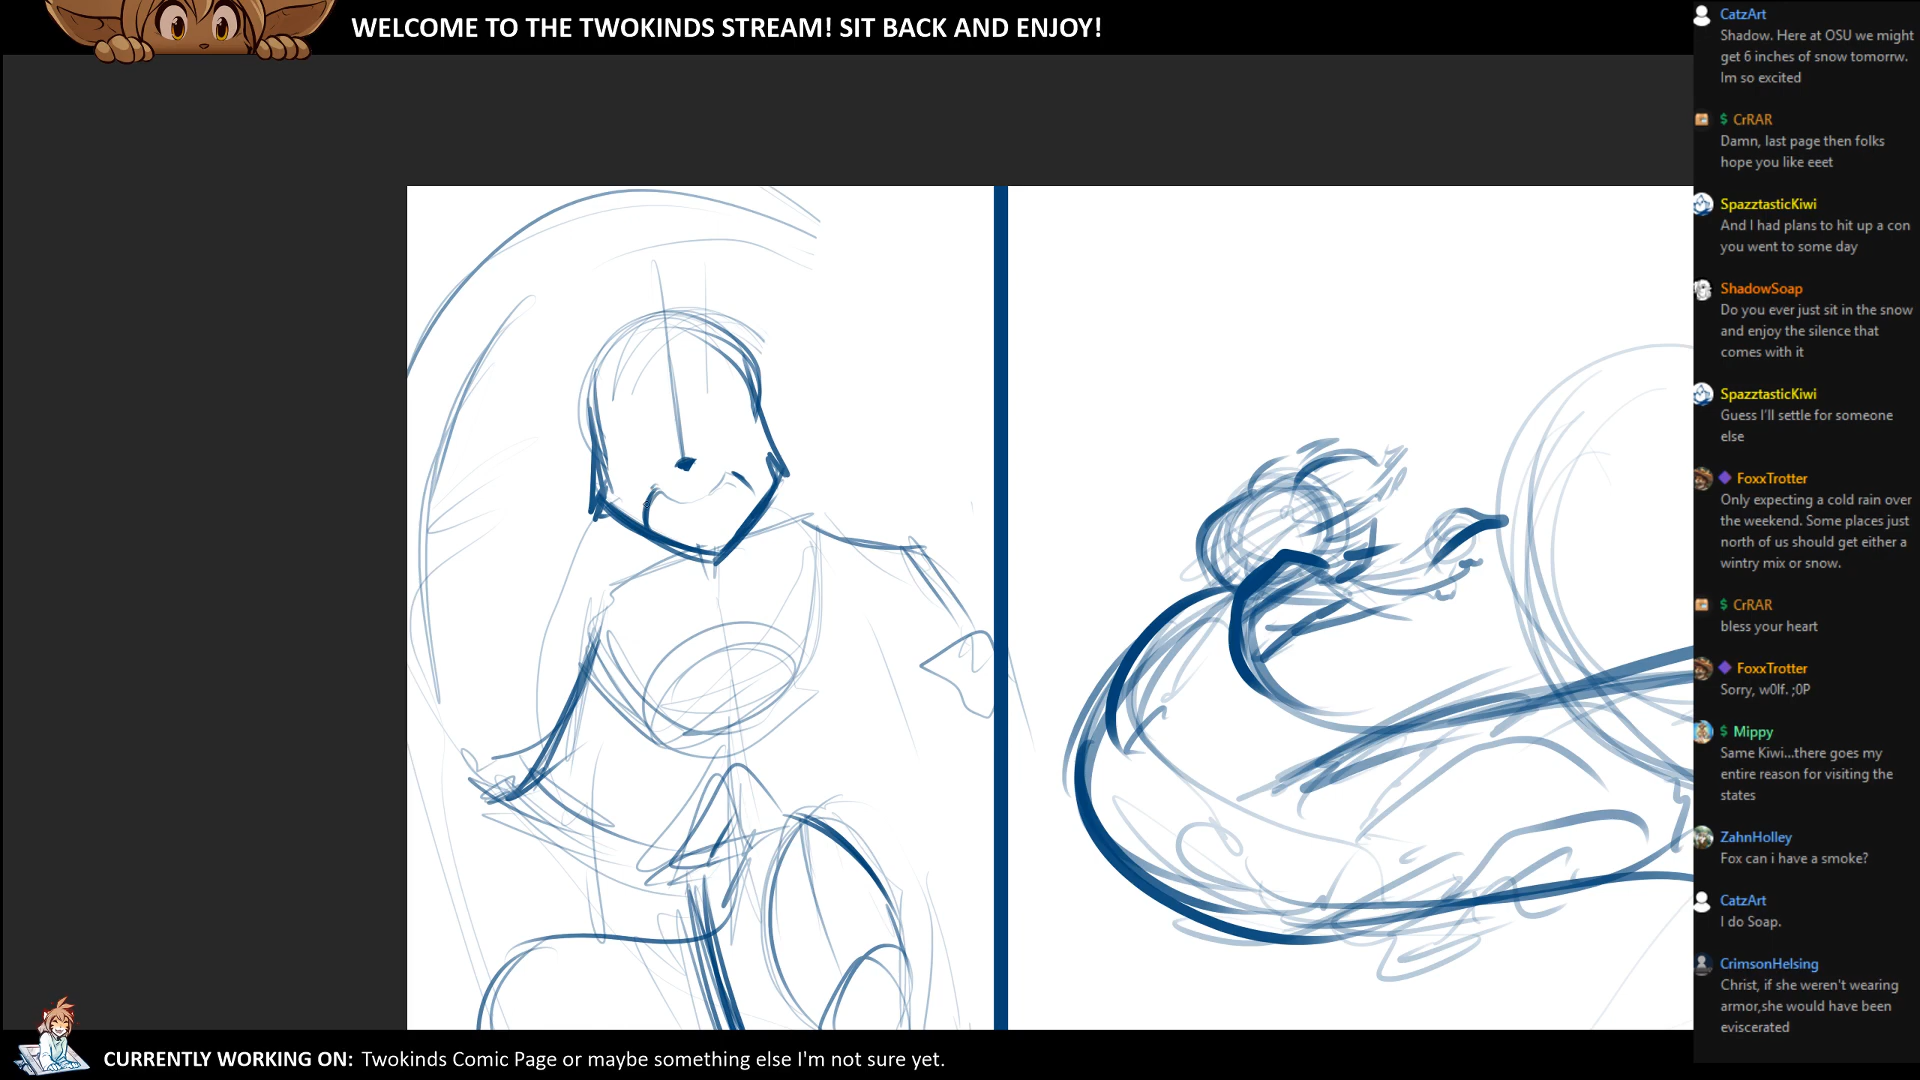 WELCOME TO THE TWOKINDS STREAM! SIT BACK AND ENJOY!
CatzArt
Shadow. Here at OSU we might
get 6 inches of snow tomorrw.
Im so excited
$ CrRAR
Damn, last page then folks
hope you like eeet
SpazztasticKiwi
And I had plans to hit up a con
you went to some day
ShadowSoap
Do you ever just sit in the snow
and enjoy the silence that
comes with it
SpazztasticKiwi
Guess I'll settle for someone
else
FoxxTrotter
Only expecting a cold rain over
the weekend. Some places just
north of us should get either a
wintry mix or snow.
$ CrRAR
bless your heart
FoxxTrotter
Sorry, w0lf. ;0P
$ Mippy
Same Kiwi...there goes my
entire reason for visiting the
states
ZahnHolley
Fox can i have a smoke?
CatzArt
I do Soap.
CrimsonHelsing
Christ, if she weren't wearing
armor,she would have been
eviscerated
CURRENTLY WORKING ON: Twokinds Comic Page or maybe something else I'm not sure yet.